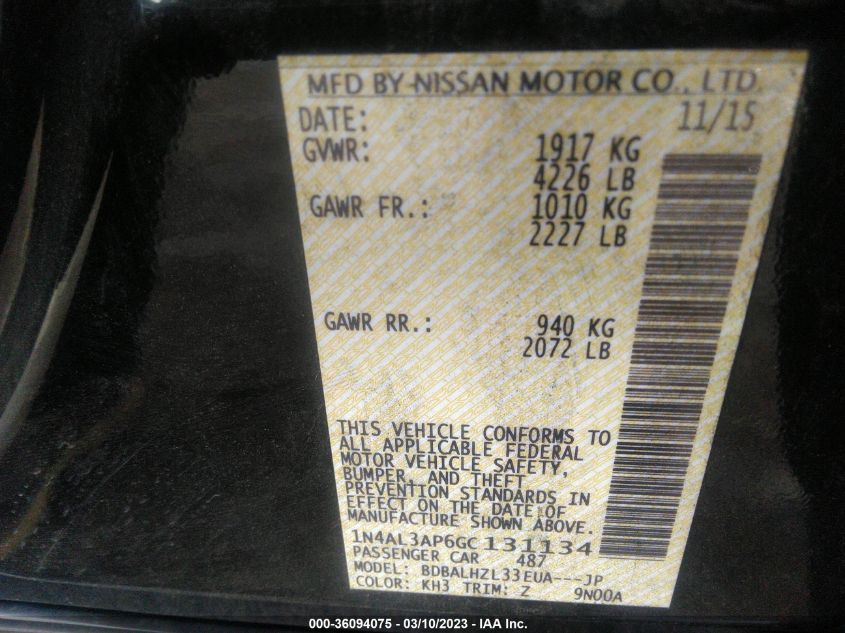 MFD BY NISSAN MOTOR CO., LTD.
DATE: 11/15
GVWR: 1917 KG
4226 LB
GAWR FR.: 1010 KG
2227 LB
GAWR RR.: 940 KG
2072 LB
THIS VEHICLE CONFORMS TO
ALL APPLICABLE FEDERAL
MOTOR VEHICLE SAFETY,
BUMPER, AND THEFT
PREVENTION STANDARDS IN
EFFECT ON THE DATE OF
MANUFACTURE SHOWN ABOVE.
1N4AL3AP6GC131134
PASSENGER CAR 487
MODEL: BDBALHZL33EUA---JP
COLOR: KH3 TRIM: Z 9N00A
000-36094075 - 03/10/2023 - IAA Inc.